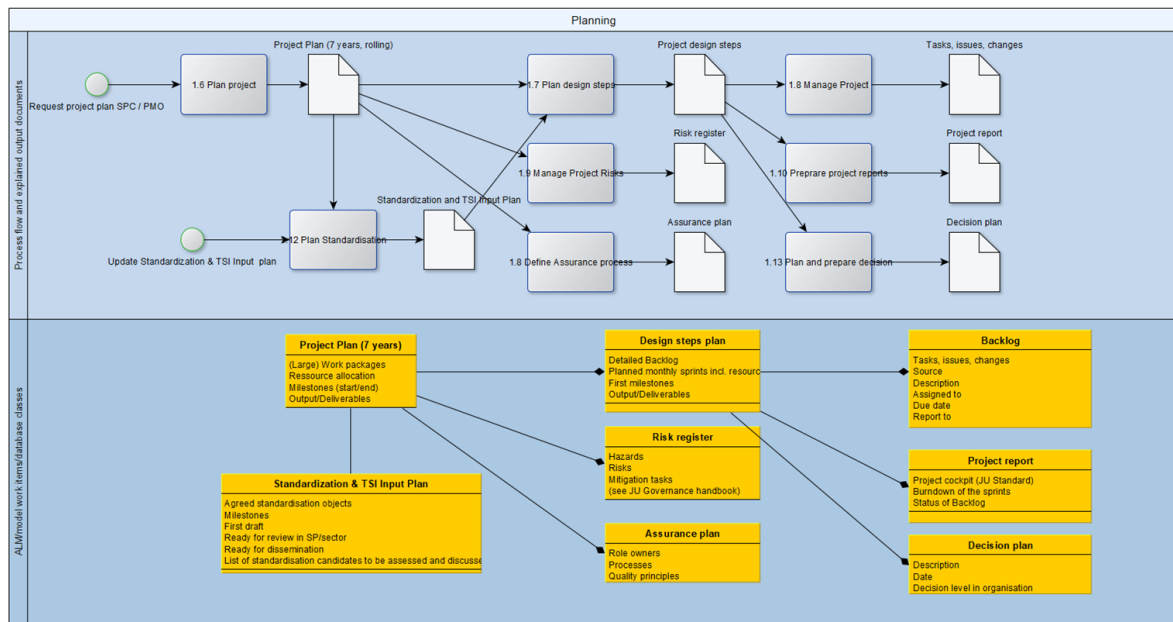 Planning
Process flow and explained output documents
Project Plan (7 years, rolling)
Project design steps
Tasks, issues, changes
1.6 Plan project
1.7 Plan design steps
1.8 Manage Project
Request project plan SPC / PMO
Risk register
Project report
1.9 Manage Project Risks
1.10 Preprare project reports
Standardization and TSI Input Plan
Assurance plan
Decision plan
12 Plan Standardisation
Update Standardization & TSI Input plan
1.8 Define Assurance process
1.13 Plan and prepare decision
ALM/model work items/database classes
Project Plan (7 years)
(Large) Work packages
Ressource allocation
Milestones (start/end)
Output/Deliverables
Design steps plan
Detailed Backlog
Planned monthly sprints incl. resourc
First milestones
Output/Deliverables
Backlog
Tasks, issues, changes
Source
Description
Assigned to
Due date
Report to
Risk register
Hazards
Risks
Mitigation tasks
(see JU Governance handbook)
Project report
Project cockpit (JU Standard)
Burndown of the sprints
Status of Backlog
Standardization & TSI Input Plan
Agreed standardisation objects
Milestones
First draft
Ready for review in SP/sector
Ready for dissemination
List of standardisation candidates to be assessed and discusse
Assurance plan
Role owners
Processes
Quality principles
Decision plan
Description
Date
Decision level in organisation